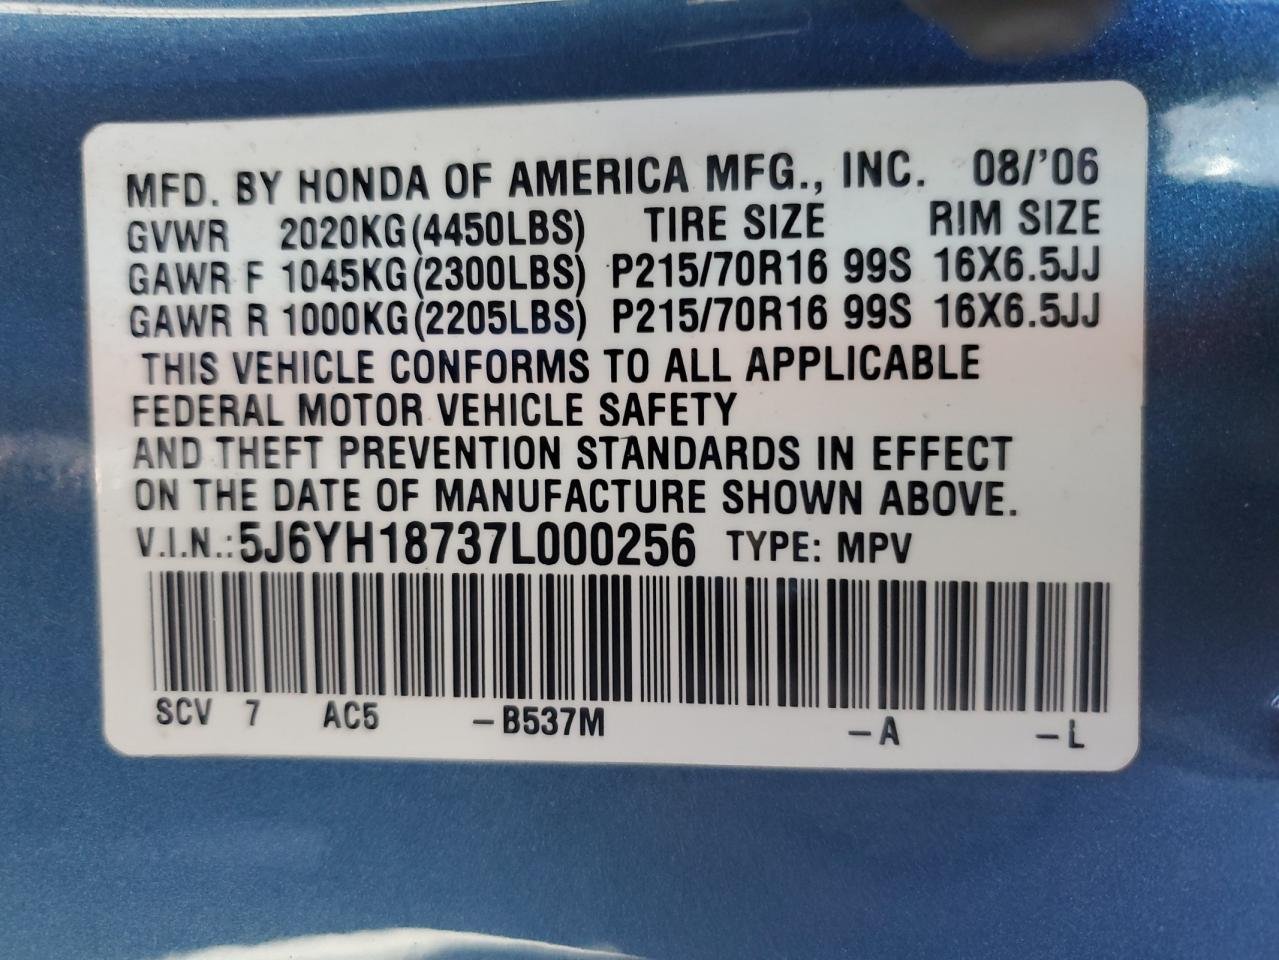 MFD. BY HONDA OF AMERICA MFG., INC. 08/'06
GVWR 2020KG(4450LBS) TIRE SIZE RIM SIZE
GAWR F 1045KG(2300LBS) P215/70R16 99S 16X6.5JJ
GAWR R 1000KG(2205LBS) P215/70R16 99S 16X6.5JJ
THIS VEHICLE CONFORMS TO ALL APPLICABLE
FEDERAL MOTOR VEHICLE SAFETY
AND THEFT PREVENTION STANDARDS IN EFFECT
ON THE DATE OF MANUFACTURE SHOWN ABOVE.
V.I.N.:5J6YH18737L000256 TYPE: MPV
SCV 7 AC5 -B537M -A -L